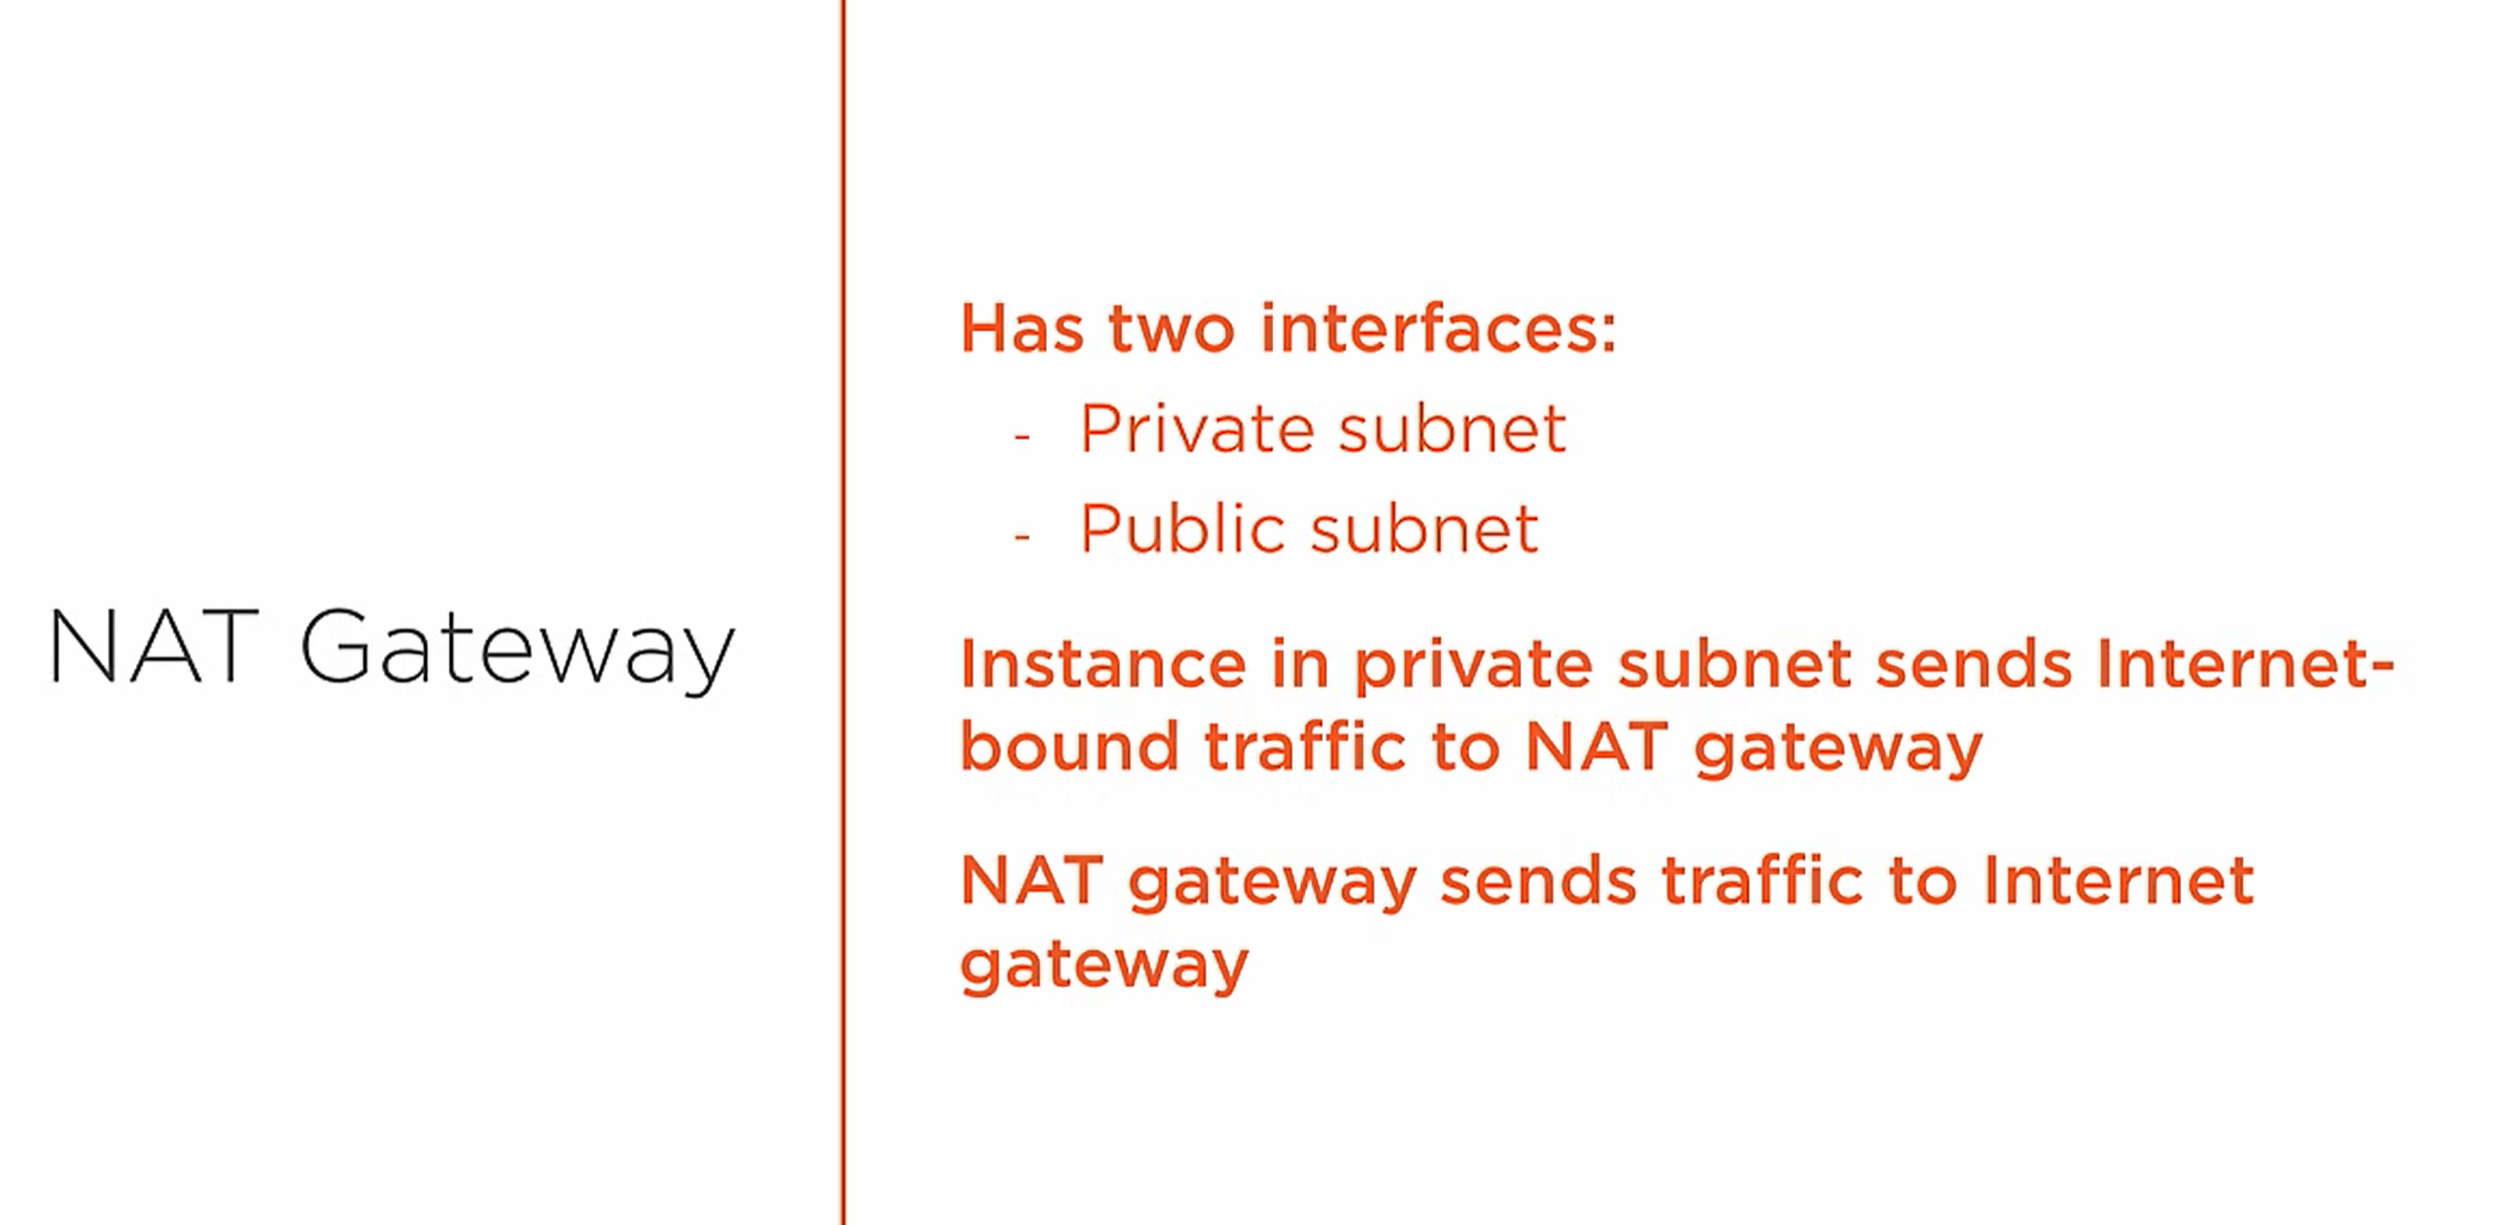 NAT Gateway
Has two interfaces:
- Private subnet
- Public subnet
Instance in private subnet sends Internet-
bound traffic to NAT gateway
NAT gateway sends traffic to Internet
gateway